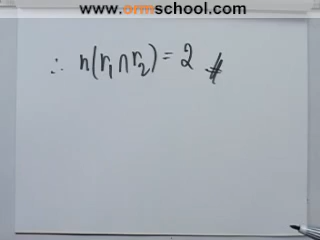 www.ormschool.com
∴ n(r₁ ∩ r₂) = 2 #